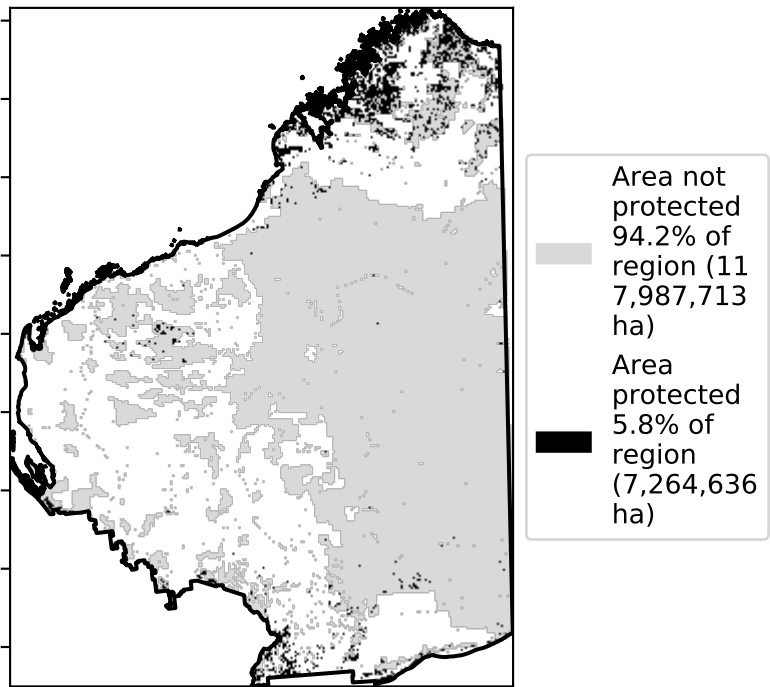 Area not
protected
94.2% of
region (11
7,987,713
ha)
Area
protected
5.8% of
region
(7,264,636
ha)